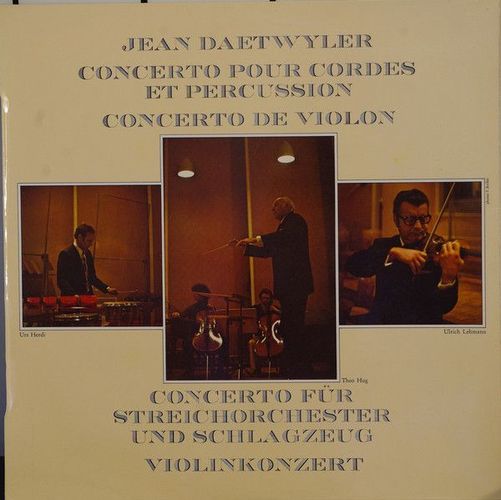 JEAN DAETWYLER
CONCERTO POUR CORDES
ET PERCUSSION
CONCERTO DE VIOLON
Urs Herdi
Theo Hug
Ulrich Lehmann
CONCERTO FÜR
STREICHORCHESTER
UND SCHLAGZEUG
VIOLINKONZERT